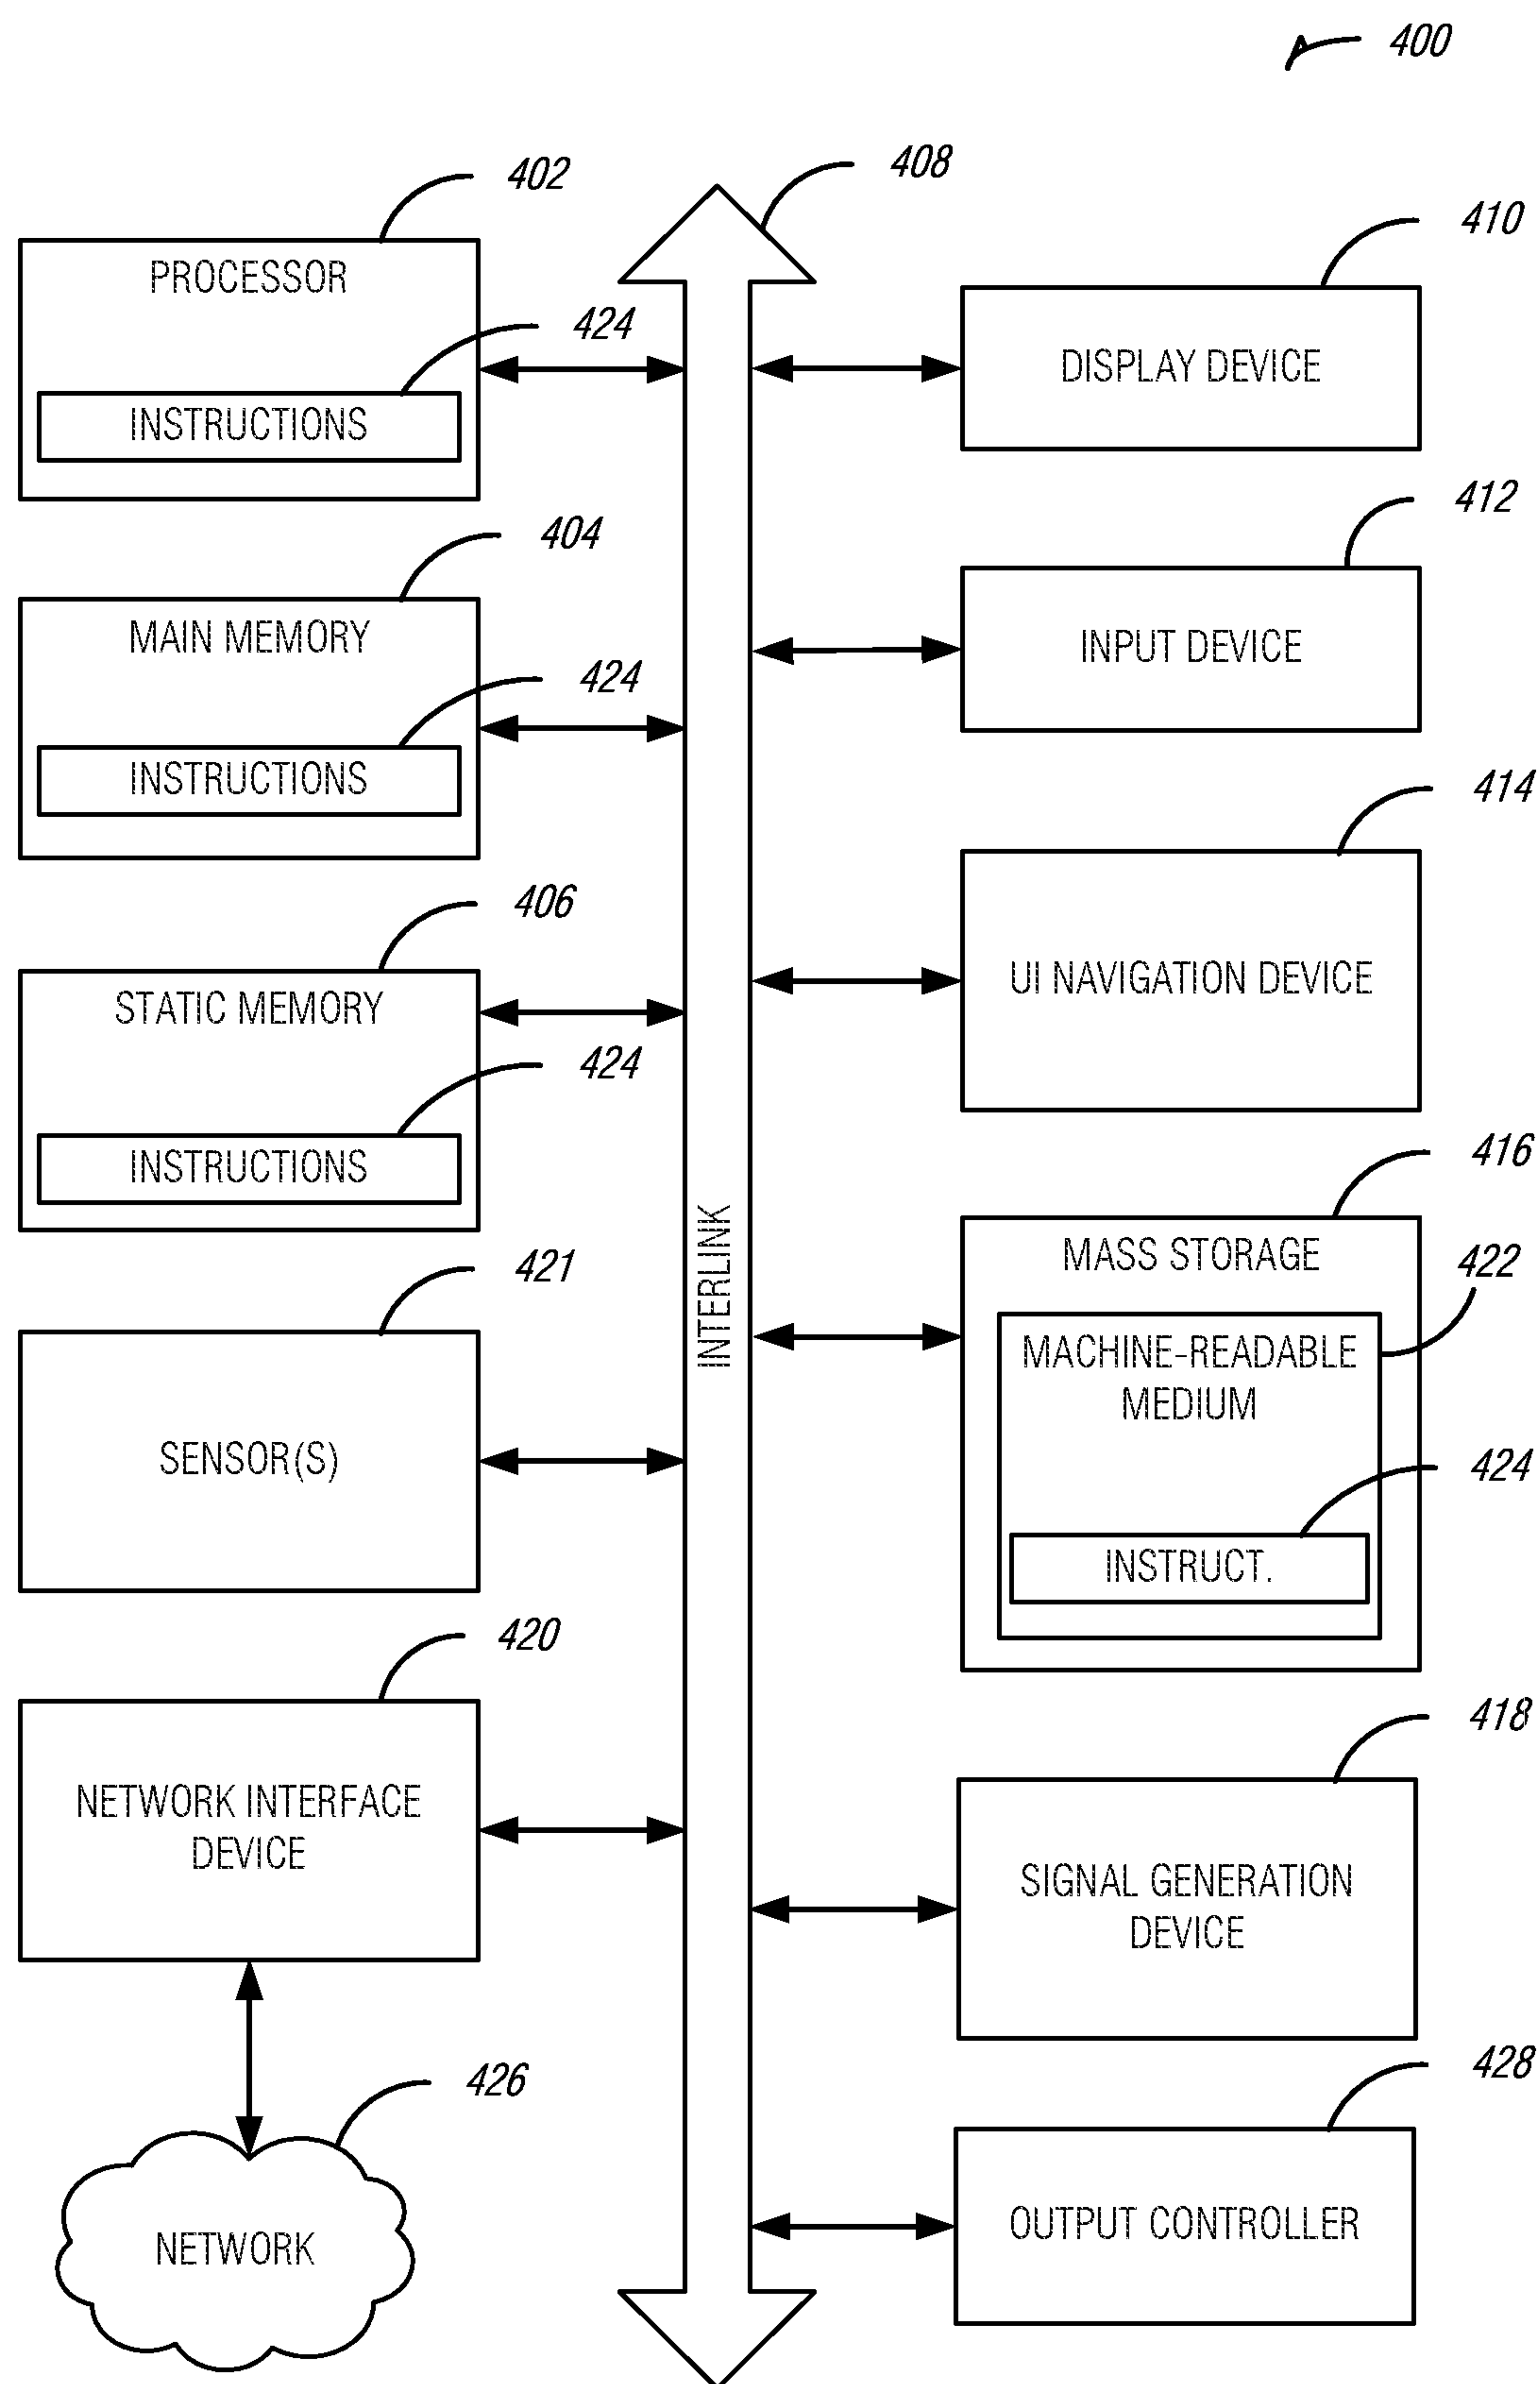 400
402
PROCESSOR
424
INSTRUCTIONS
404
MAIN MEMORY
424
INSTRUCTIONS
406
STATIC MEMORY
424
INSTRUCTIONS
421
SENSOR(S)
420
NETWORK INTERFACE
DEVICE
426
NETWORK
408
INTERLINK
410
DISPLAY DEVICE
412
INPUT DEVICE
414
UI NAVIGATION DEVICE
416
MASS STORAGE
422
MACHINE-READABLE
MEDIUM
424
INSTRUCT.
418
SIGNAL GENERATION
DEVICE
428
OUTPUT CONTROLLER